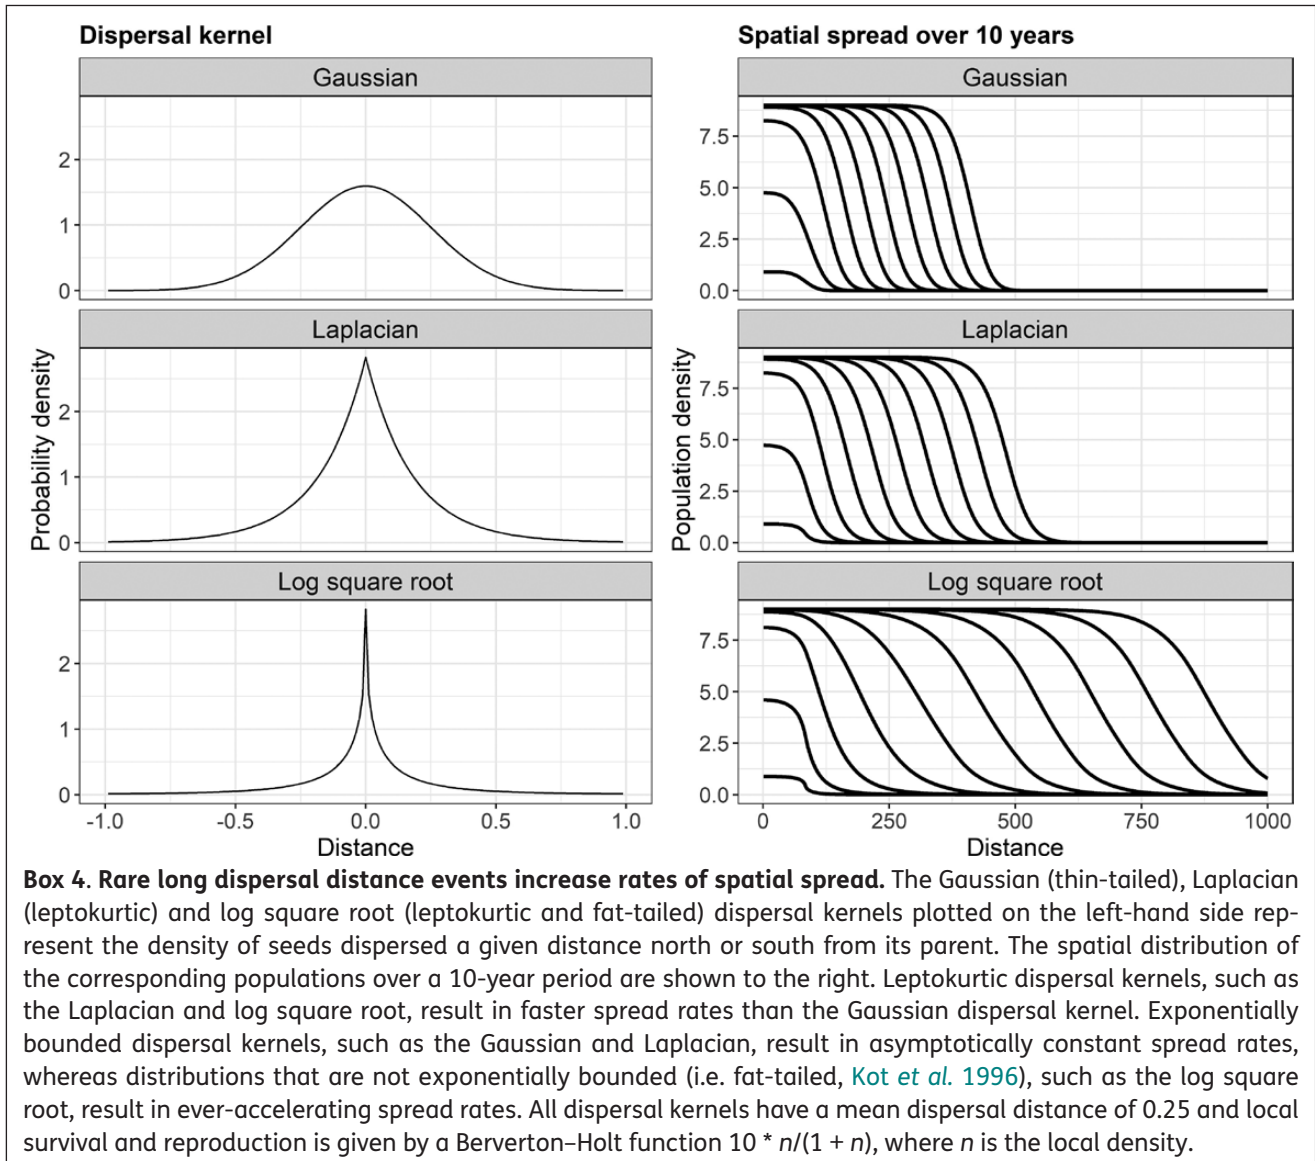 Dispersal kernel
Gaussian
2
1
0
Laplacian
2
1
0
Log square root
2
1
0
-1.0 -0.5 0.0 0.5 1.0
Distance
Probability density
Spatial spread over 10 years
Gaussian
7.5
5.0
2.5
0.0
Laplacian
7.5
5.0
2.5
0.0
Log square root
7.5
5.0
2.5
0.0
0 250 500 750 1000
Distance
Population density
Box 4. Rare long dispersal distance events increase rates of spatial spread. The Gaussian (thin-tailed), Laplacian
(leptokurtic) and log square root (leptokurtic and fat-tailed) dispersal kernels plotted on the left-hand side rep-
resent the density of seeds dispersed a given distance north or south from its parent. The spatial distribution of
the corresponding populations over a 10-year period are shown to the right. Leptokurtic dispersal kernels, such as
the Laplacian and log square root, result in faster spread rates than the Gaussian dispersal kernel. Exponentially
bounded dispersal kernels, such as the Gaussian and Laplacian, result in asymptotically constant spread rates,
whereas distributions that are not exponentially bounded (i.e. fat-tailed, Kot et al. 1996), such as the log square
root, result in ever-accelerating spread rates. All dispersal kernels have a mean dispersal distance of 0.25 and local
survival and reproduction is given by a Berverton–Holt function 10 * n/(1 + n), where n is the local density.